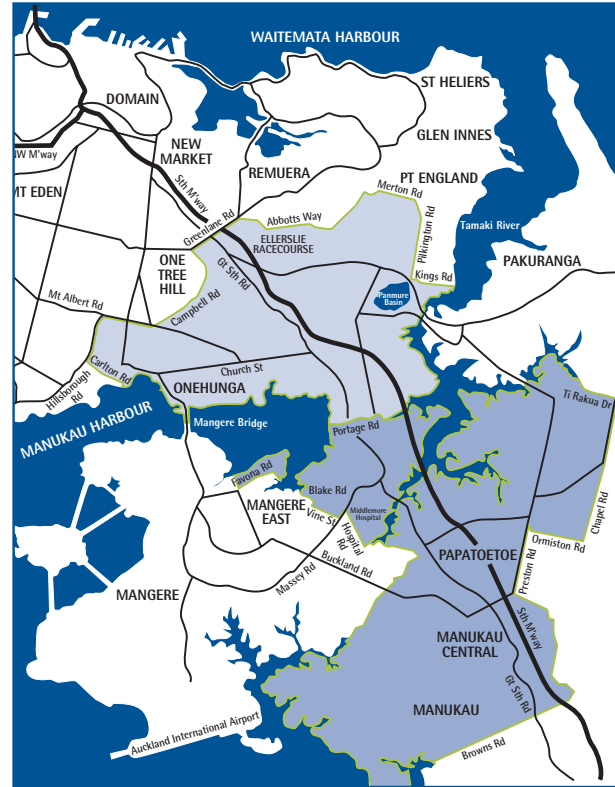 WAITEMATA HARBOUR
ST HELIERS
DOMAIN
GLEN INNES
NEW
MARKET
NW M'way
REMUERA
PT ENGLAND
MT EDEN
Sth M'way
Merton Rd
Greenlane Rd
Abbotts Way
Tamaki River
ELLERSLIE
RACECOURSE
Pilkington Rd
ONE
TREE
HILL
Gt Sth Rd
Kings Rd
PAKURANGA
Panmure
Basin
Mt Albert Rd
Campbell Rd
Church St
Carlton Rd
Hillsborough
Rd
ONEHUNGA
Ti Rakua Dr
MANUKAU HARBOUR
Mangere Bridge
Portage Rd
Favona Rd
Blake Rd
MANGERE
EAST
Vine St
Middlemore
Hospital
Hospital
Rd
Chapel Rd
Ormiston Rd
PAPATOETOE
Buckland Rd
Massey Rd
Preston Rd
MANGERE
Sth M'way
MANUKAU
CENTRAL
Gt Sth Rd
MANUKAU
Auckland International Airport
Browns Rd